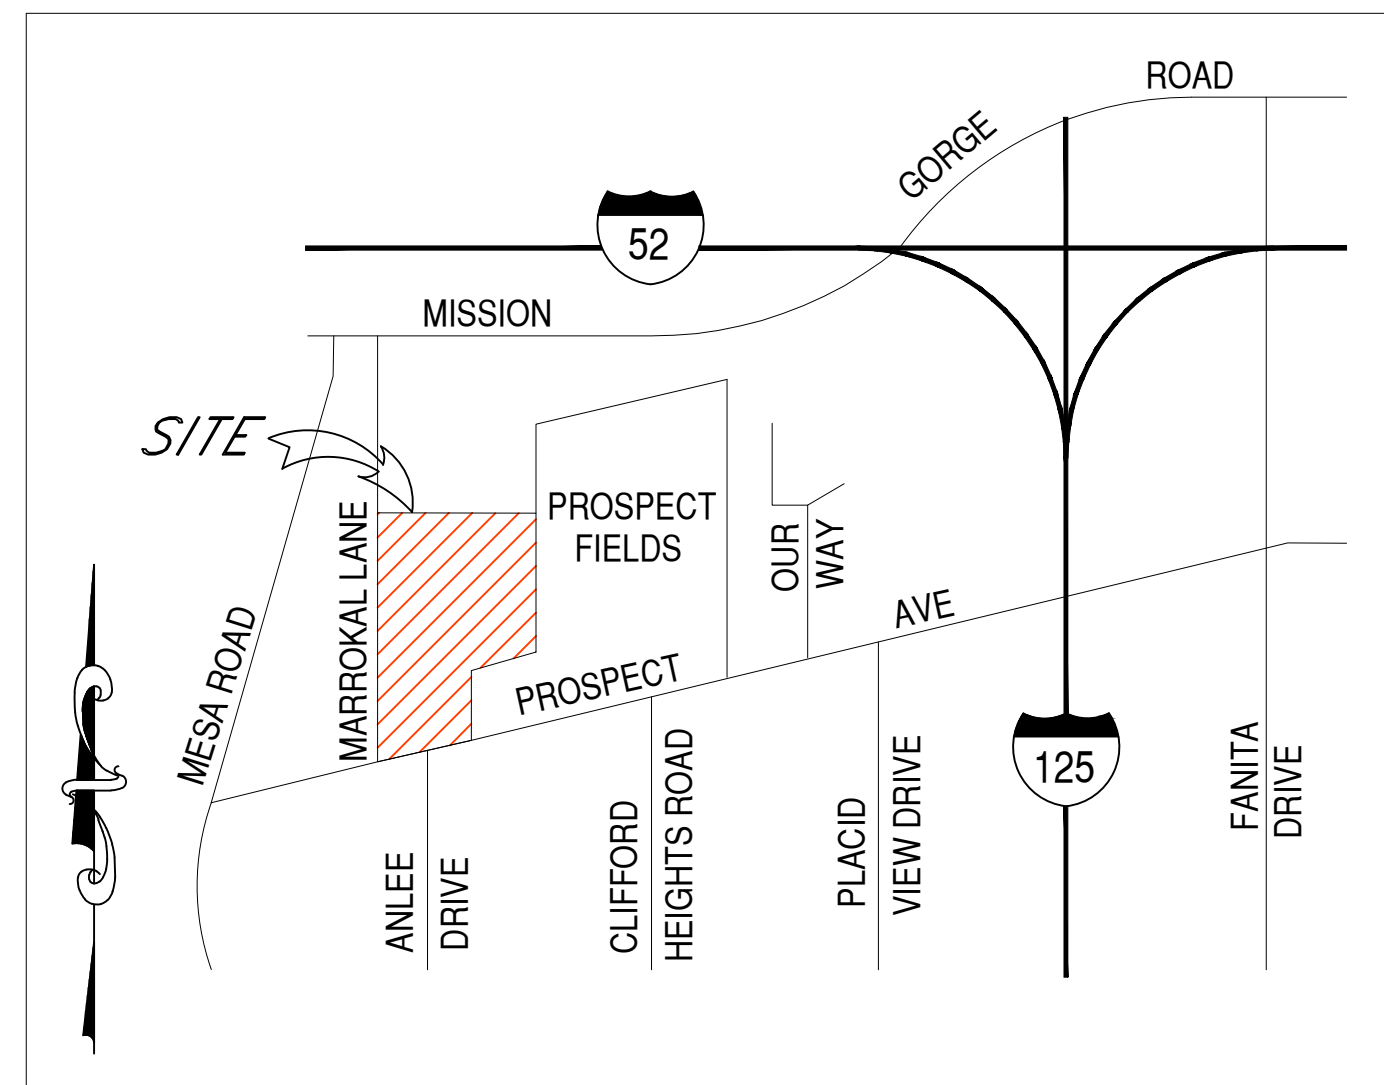 ROAD
GORGE
52
MISSION
SITE
PROSPECT
FIELDS
MARROKAL LANE
OUR
WAY
AVE
MESA ROAD
PROSPECT
125
ANLEE
DRIVE
CLIFFORD
HEIGHTS ROAD
PLACID
VIEW DRIVE
FANITA
DRIVE